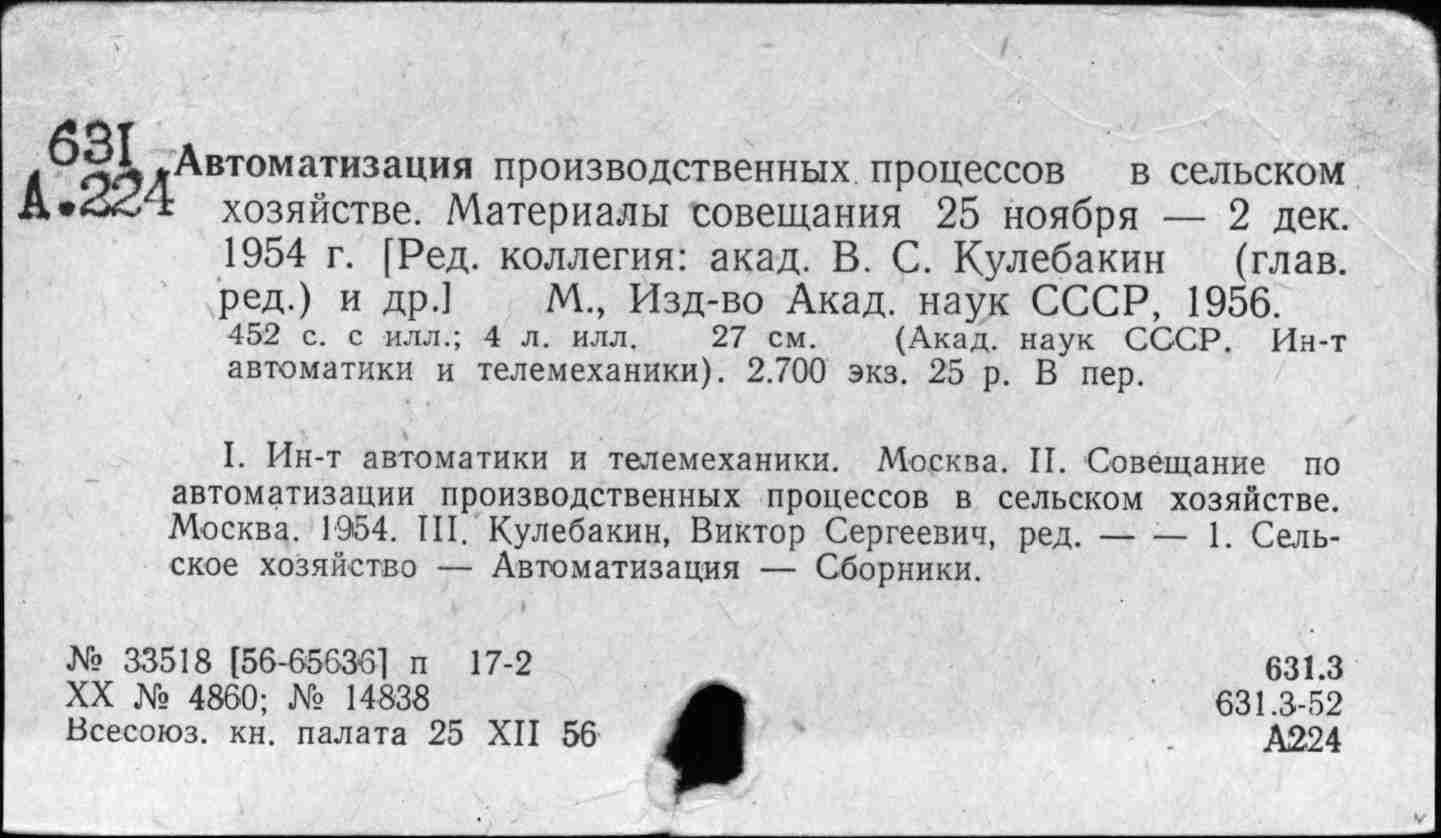 631
А.224
Автоматизация производственных процессов в сельском
хозяйстве. Материалы совещания 25 ноября — 2 дек.
1954 г. [Ред. коллегия: акад. В. С. Кулебакин (глав.
ред.) и др.] М., Изд-во Акад. наук СССР, 1956.
452 с. с илл.; 4 л. илл. 27 см. (Акад. наук СССР. Ин-т
автоматики и телемеханики). 2.700 экз. 25 р. В пер.
I. Ин-т автоматики и телемеханики. Москва. II. Совещание по
автоматизации производственных процессов в сельском хозяйстве.
Москва. 1954. III. Кулебакин, Виктор Сергеевич, ред. — — 1. Сель-
ское хозяйство — Автоматизация — Сборники.
№ 33518 [56-65636] п 17-2
XX № 4860; № 14838
Всесоюз. кн. палата 25 XII 56
631.3
631.3-52
А224